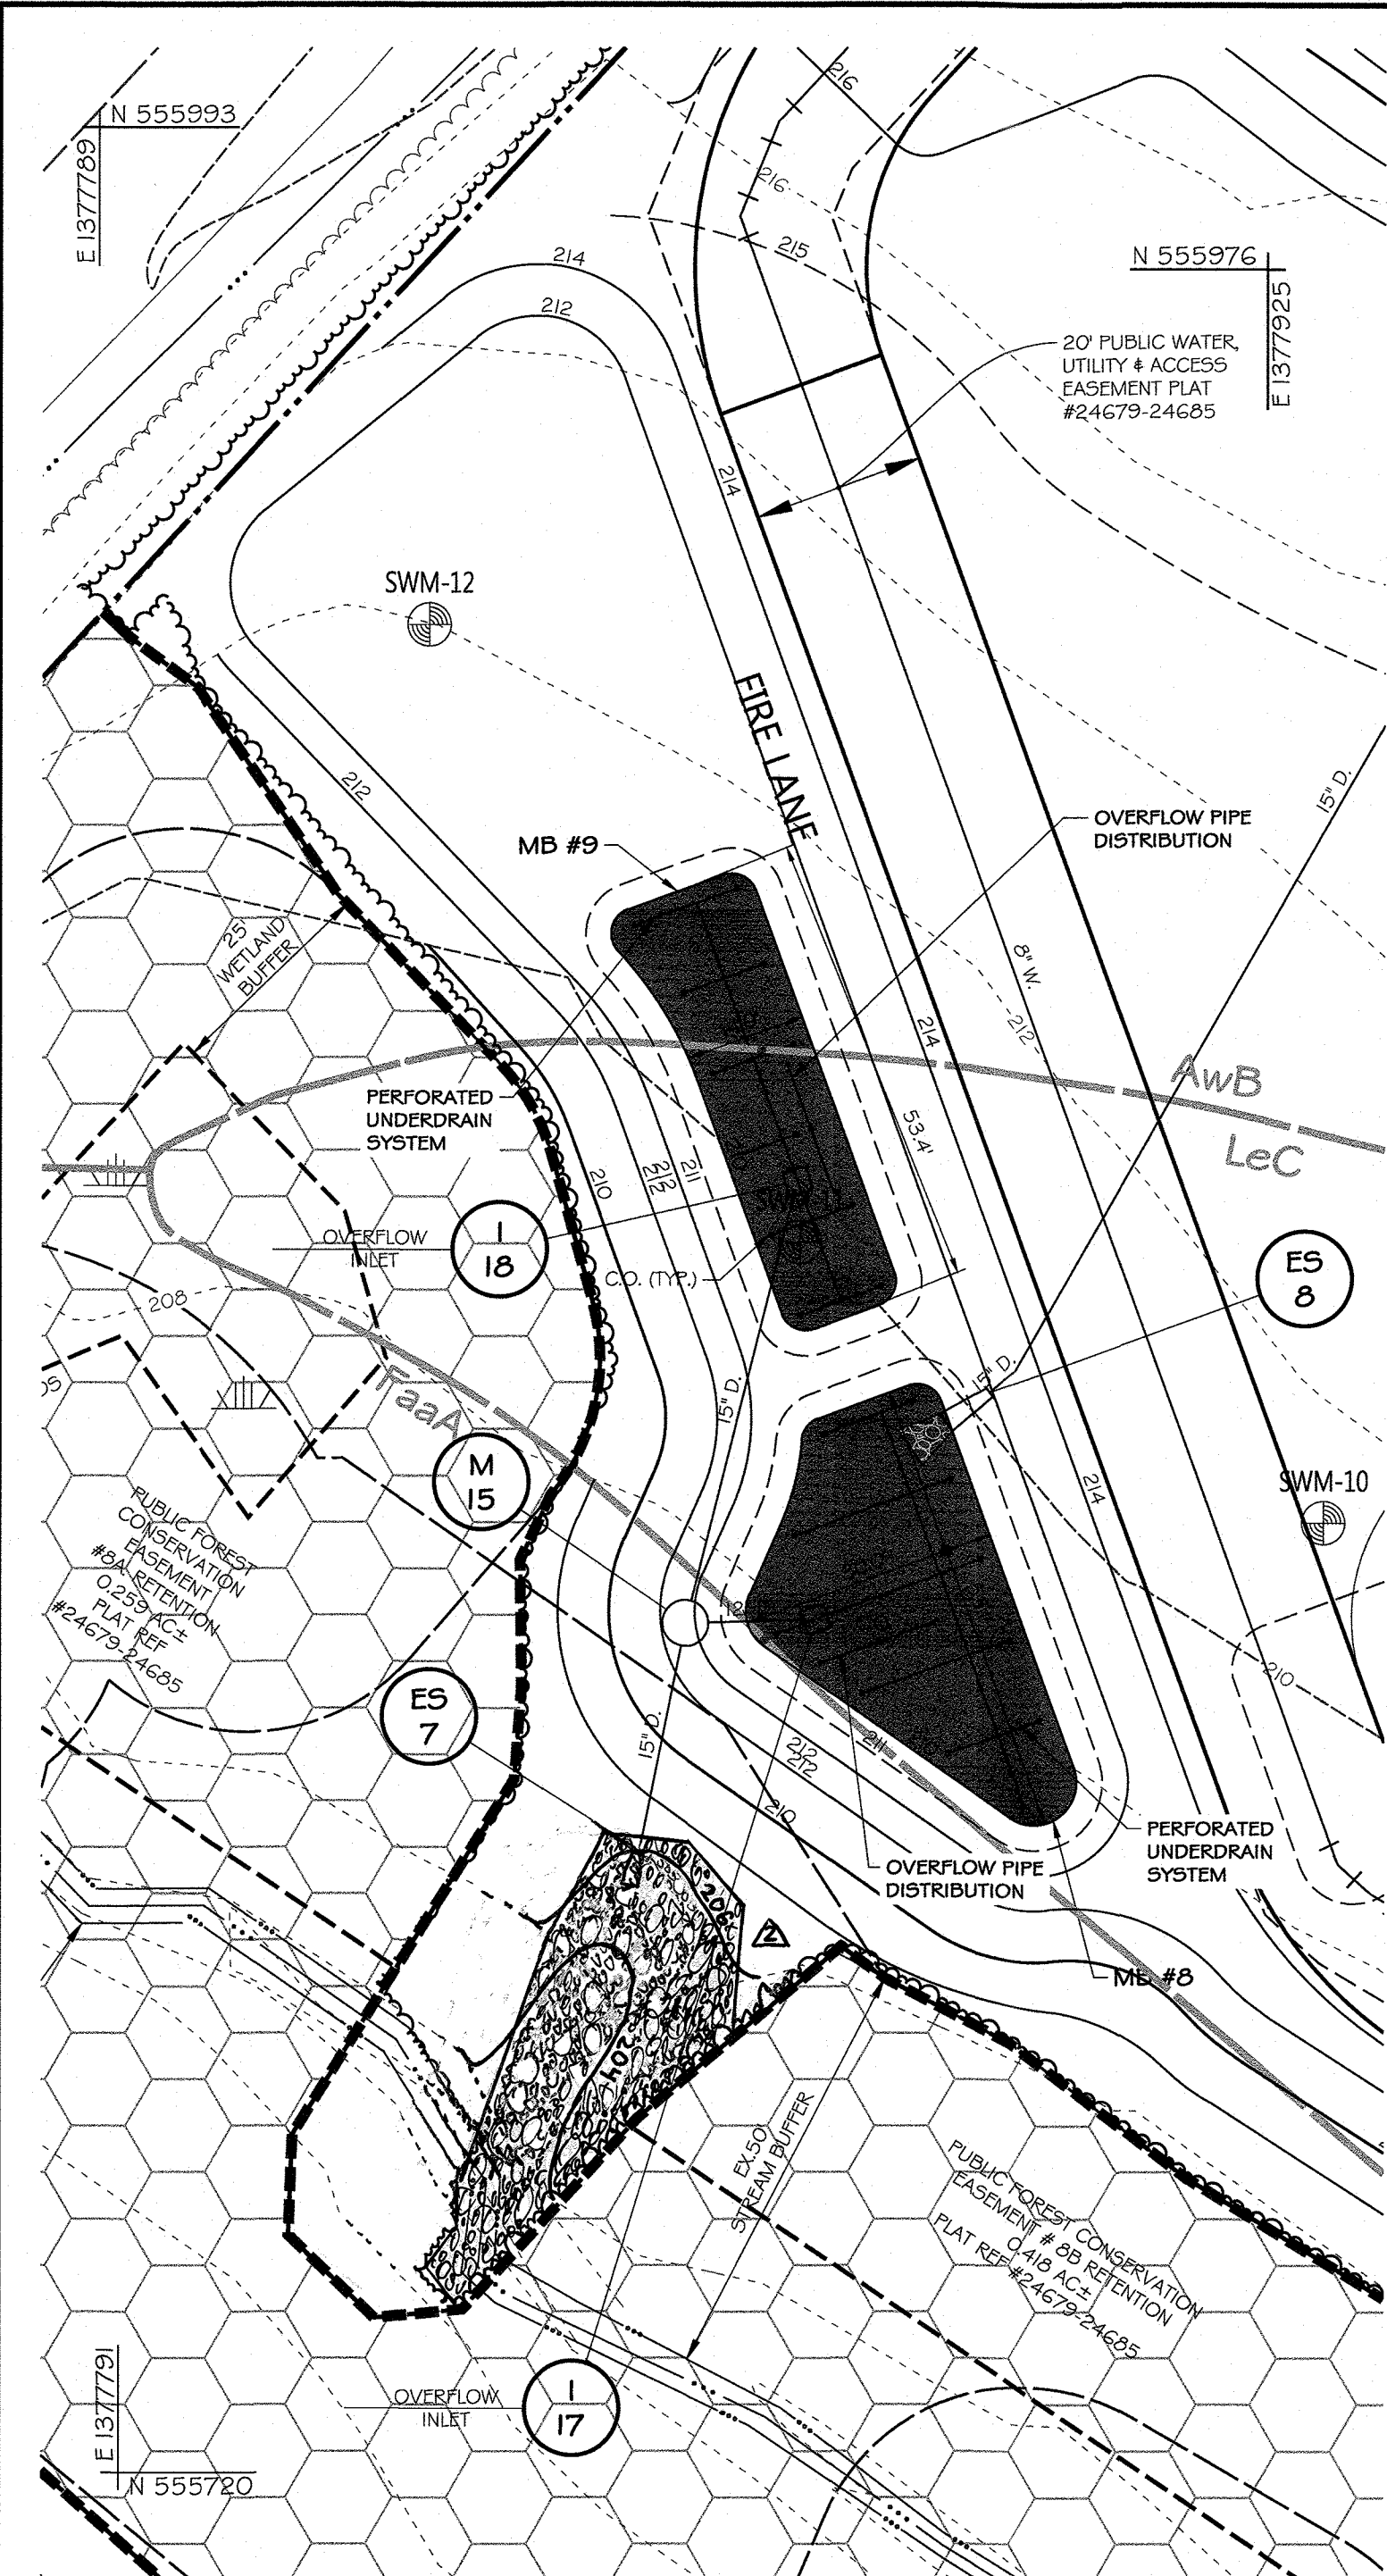 N 555993
E 1377789
216
216
215
N 555976
E 1377925
214
212
20' PUBLIC WATER,
UTILITY & ACCESS
EASEMENT PLAT
#24679-24685
214
SWM-12
FIRE LANE
212
15" D.
MB #9
OVERFLOW PIPE
DISTRIBUTION
25'
WETLAND
BUFFER
8" W.
212
214
AwB
LeC
PERFORATED
UNDERDRAIN
SYSTEM
53.4'
210
212
212
211
I
18
OVERFLOW
INLET
C.O. (TYP.)
ES
8
208
15" D.
15" D.
FaaA
M
15
214
SWM-10
PUBLIC FOREST
CONSERVATION
EASEMENT
#8A RETENTION
0.259 AC±
PLAT REF
#24679-24685
210
ES
7
15" D.
212
212
211
210
PERFORATED
UNDERDRAIN
SYSTEM
OVERFLOW PIPE
DISTRIBUTION
206
2
MB #8
204
EX.50'
STREAM BUFFER
PUBLIC FOREST CONSERVATION
EASEMENT # 8B RETENTION
0.418 AC±
PLAT REF #24679-24685
E 1377791
N 555720
OVERFLOW
INLET
I
17